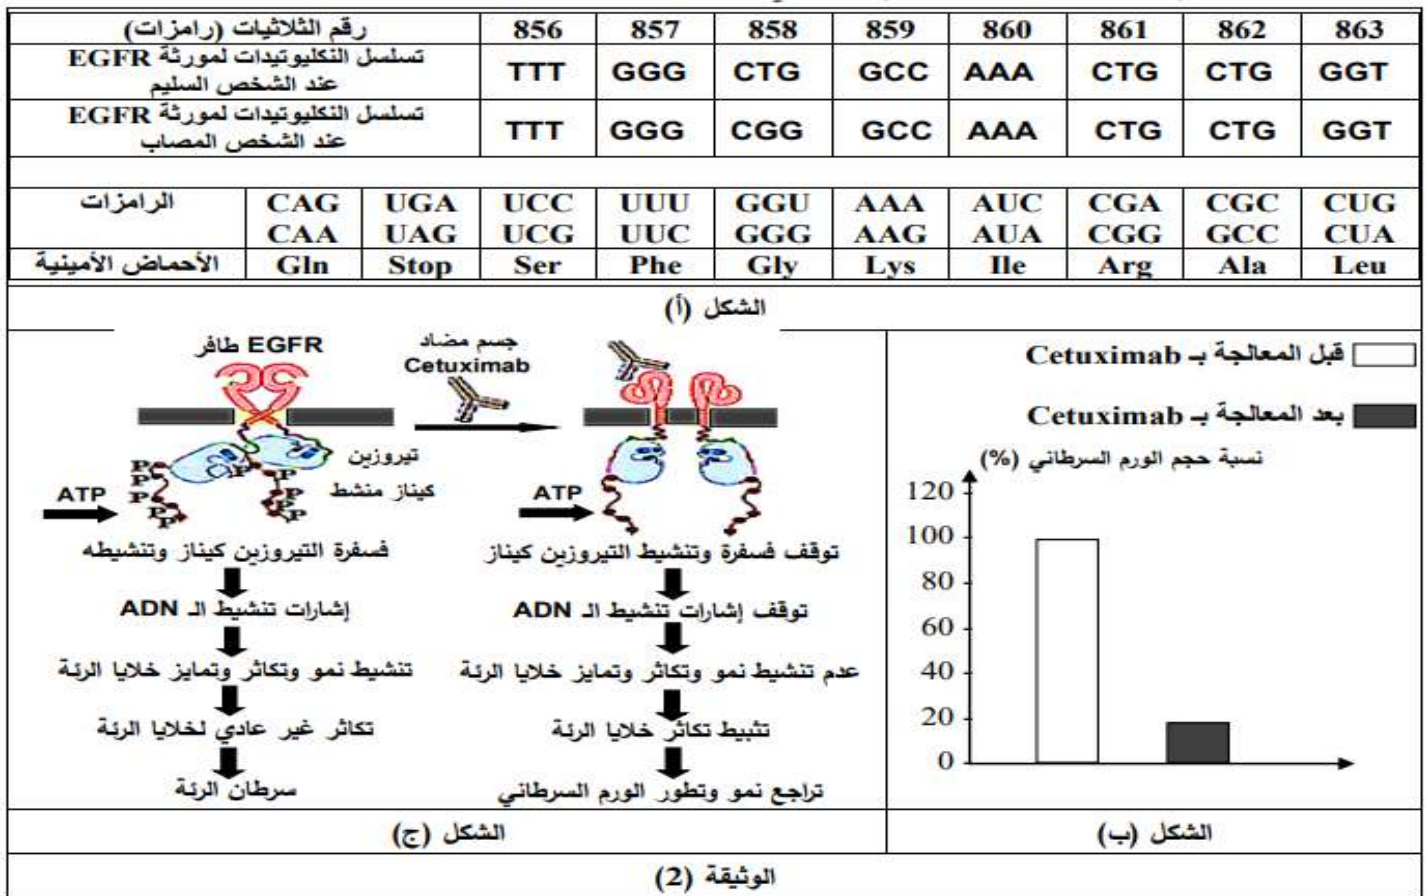 رقم الثلاثيات (رامزات) 856 857 858 859 860 861 862 863
تسلسل النكليوتيدات لمورثة EGFR عند الشخص السليم TTT GGG CTG GCC AAA CTG CTG GGT
تسلسل النكليوتيدات لمورثة EGFR عند الشخص المصاب TTT GGG CGG GCC AAA CTG CTG GGT
الرامزات CAG UGA UCC UUU GGU AAA AUC CGA CGC CUG
CAA UAG UCG UUC GGG AAG AUA CGG GCC CUA
الأحماض الأمينية Gln Stop Ser Phe Gly Lys Ile Arg Ala Leu
الشكل (أ)
قبل المعالجة بـ Cetuximab
بعد المعالجة بـ Cetuximab
نسبة حجم الورم السرطاني (%)
120
100
80
60
40
20
0
الشكل (ب)
EGFR طافر
جسم مضاد
Cetuximab
تيروزين
كيناز منشط
P P P P P P P P P P
ATP
ATP
فسفرة التيروزين كيناز وتنشيطه
إشارات تنشيط الـ ADN
تنشيط نمو وتكاثر وتمايز خلايا الرئة
تكاثر غير عادي لخلايا الرئة
سرطان الرئة
توقف فسفرة وتنشيط التيروزين كيناز
توقف إشارات تنشيط الـ ADN
عدم تنشيط نمو وتكاثر وتمايز خلايا الرئة
تثبيط تكاثر خلايا الرئة
تراجع نمو وتطور الورم السرطاني
الشكل (ج)
الوثيقة (2)